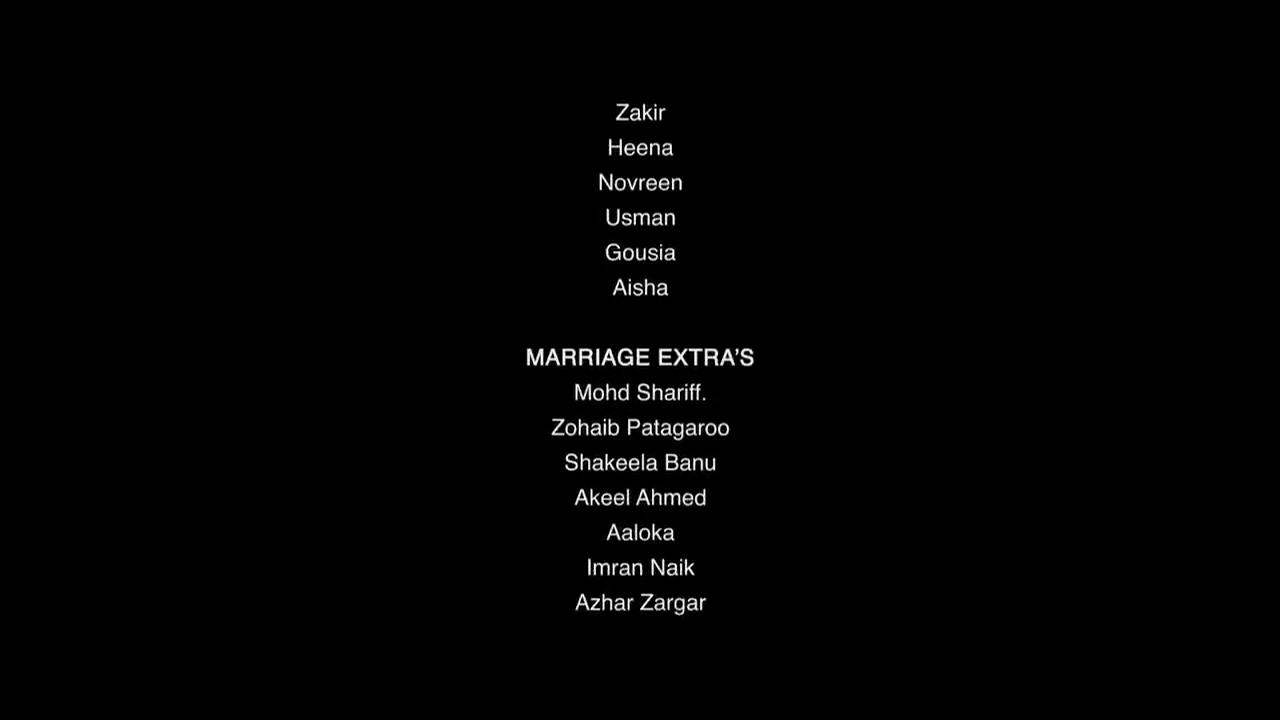 Zakir
Heena
Novreen
Usman
Gousia
Aisha
MARRIAGE EXTRA’S
Mohd Shariff.
Zohaib Patagaroo
Shakeela Banu
Akeel Ahmed
Aaloka
Imran Naik
Azhar Zargar